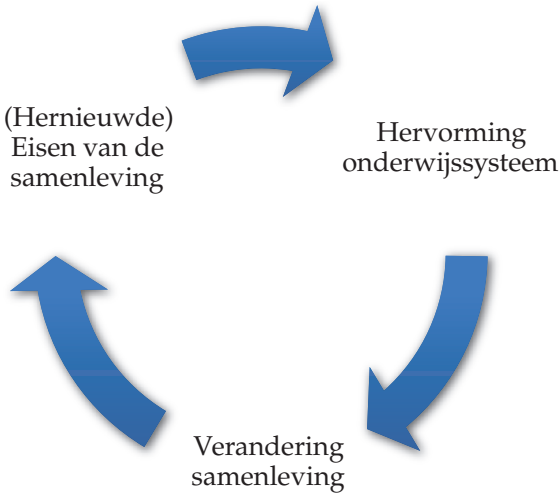 (Hernieuwde)
Eisen van de
samenleving
Hervorming
onderwijssysteem
Verandering
samenleving